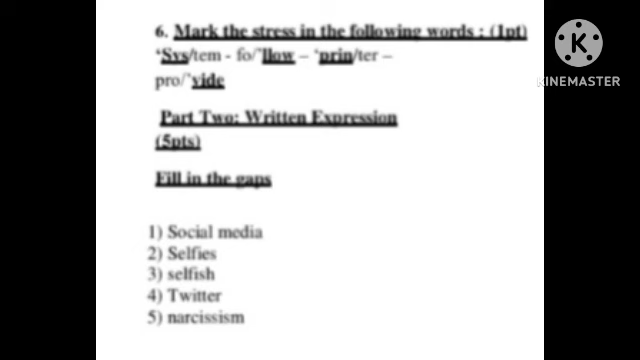 6. Mark the stress in the following words : (1pt)
‘Sys/tem - fo/’llow – ‘prin/ter –
pro/’vide
Part Two: Written Expression
(5pts)
Fill in the gaps
1) Social media
2) Selfies
3) selfish
4) Twitter
5) narcissism
K
KINEMASTER